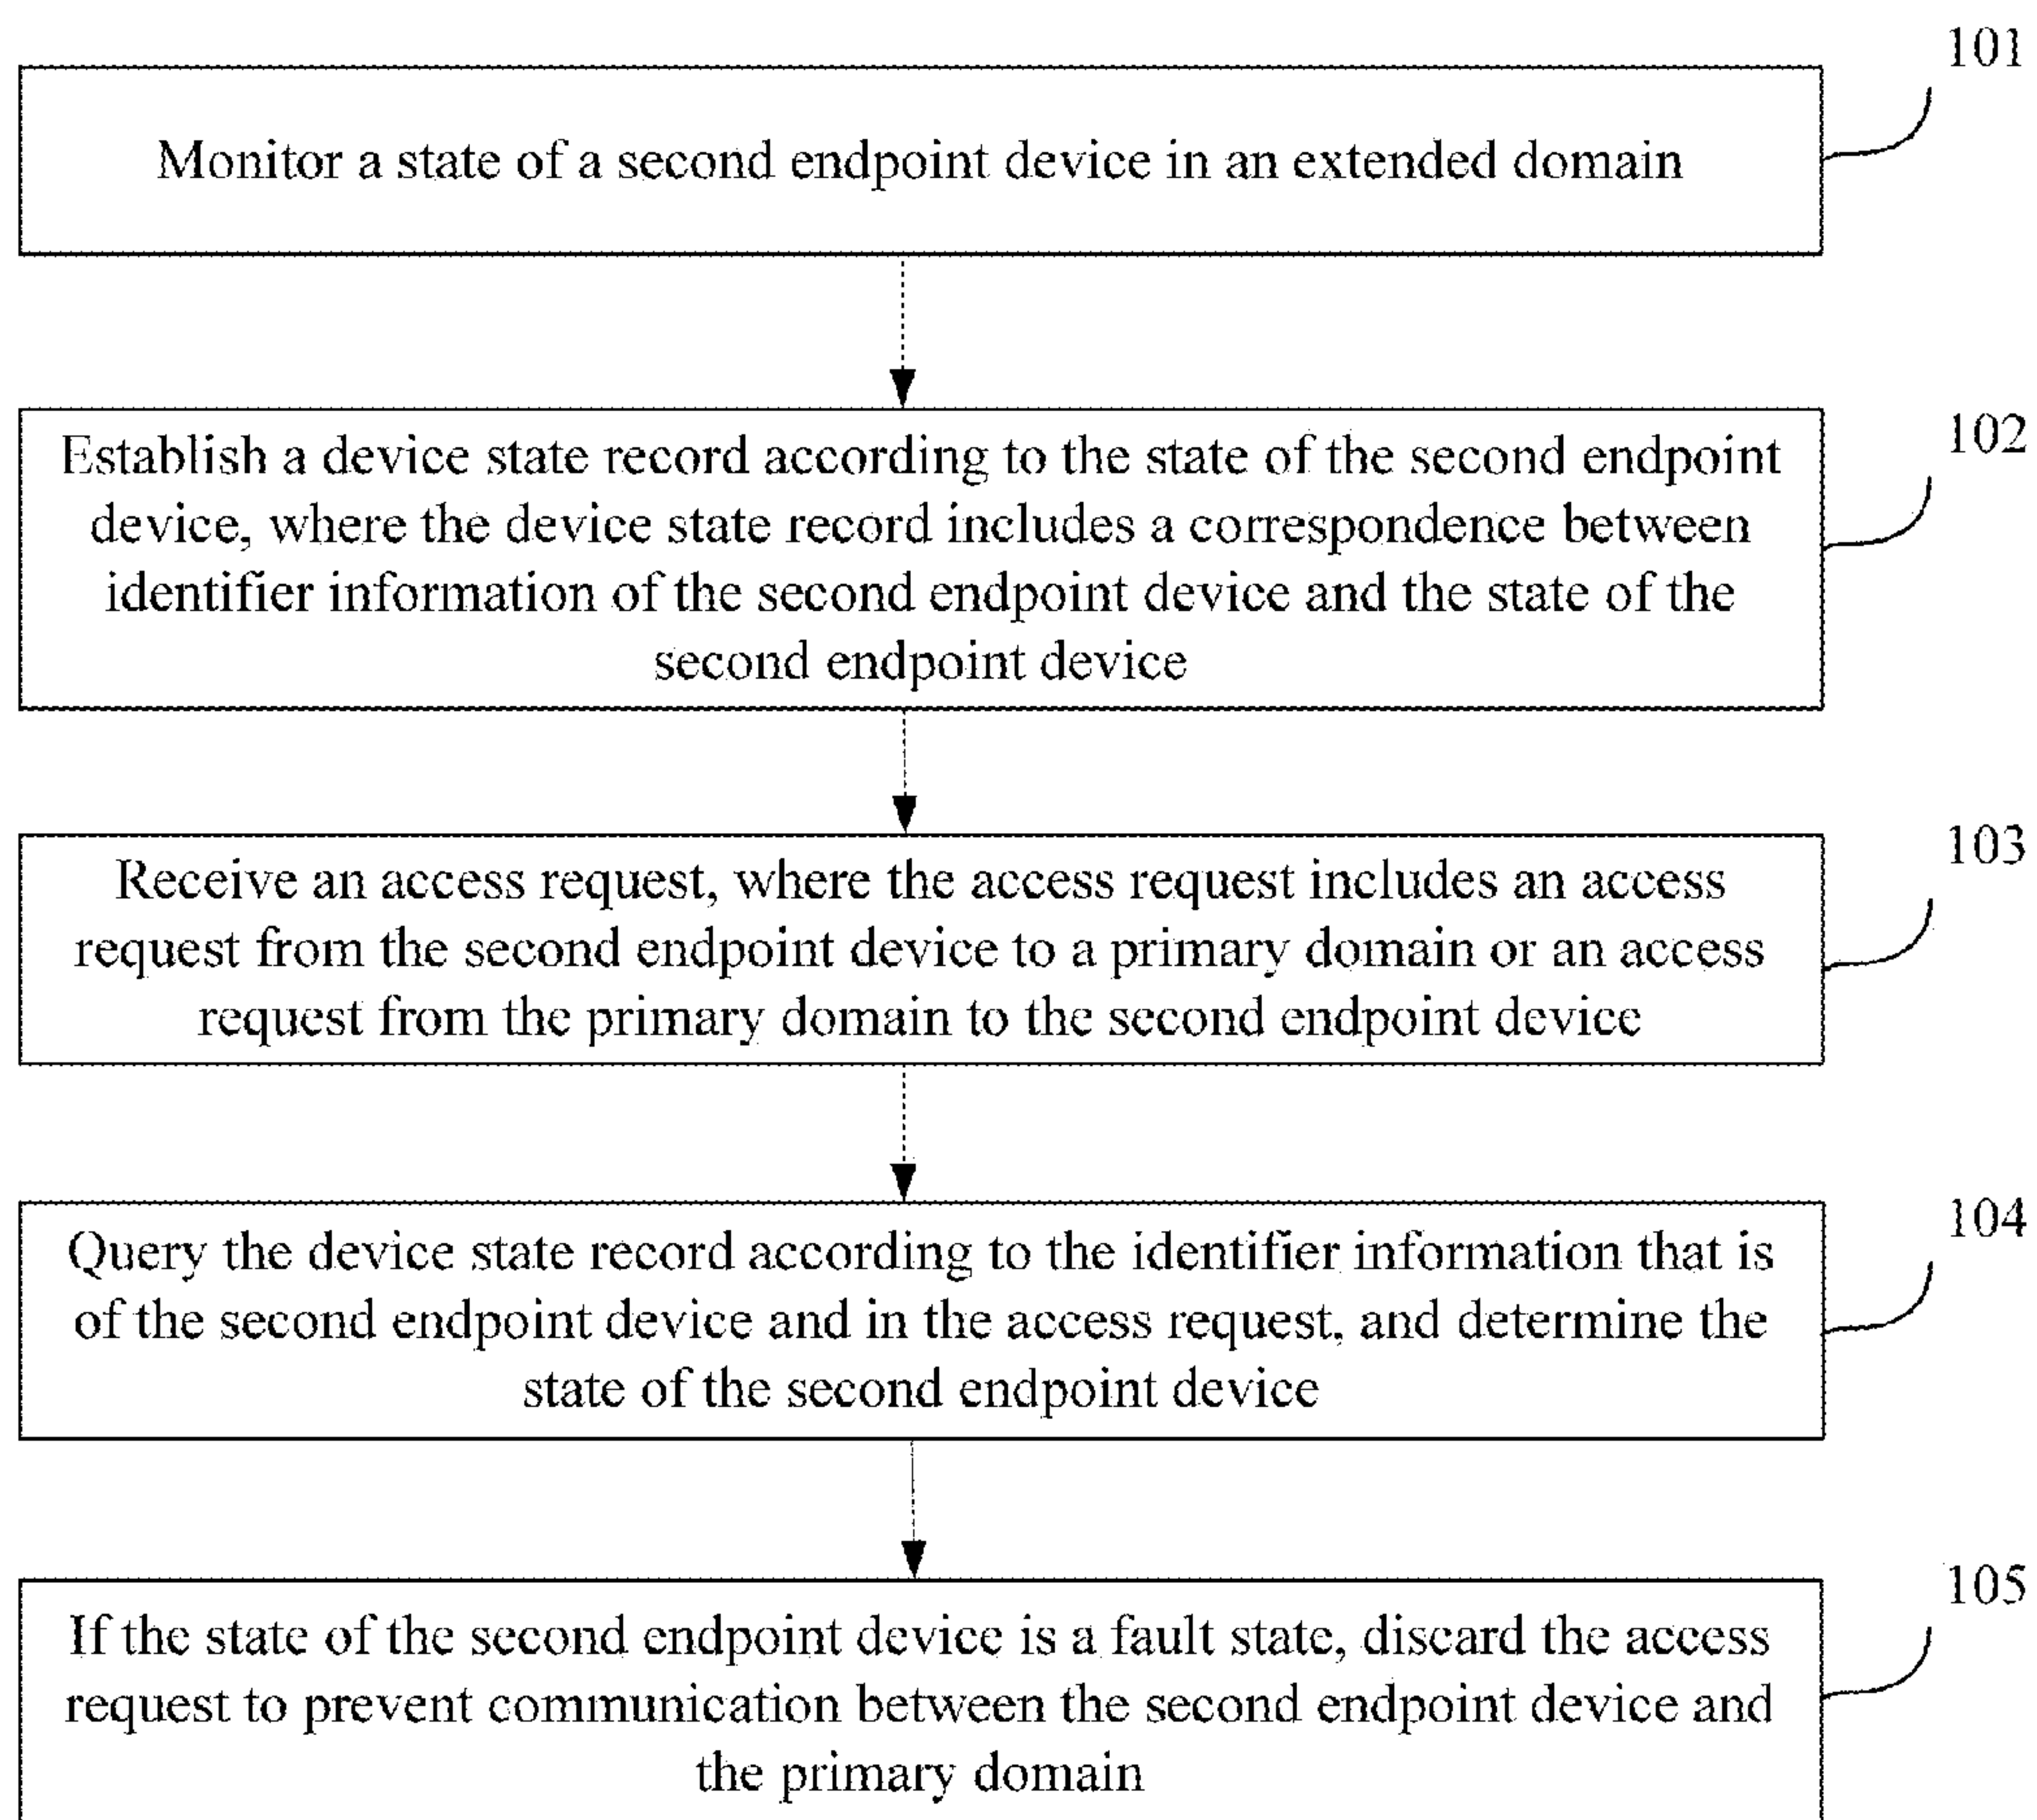 101
Monitor a state of a second endpoint device in an extended domain
102
Establish a device state record according to the state of the second endpoint
device, where the device state record includes a correspondence between
identifier information of the second endpoint device and the state of the
second endpoint device
103
Receive an access request, where the access request includes an access
request from the second endpoint device to a primary domain or an access
request from the primary domain to the second endpoint device
104
Query the device state record according to the identifier information that is
of the second endpoint device and in the access request, and determine the
state of the second endpoint device
105
If the state of the second endpoint device is a fault state, discard the access
request to prevent communication between the second endpoint device and
the primary domain